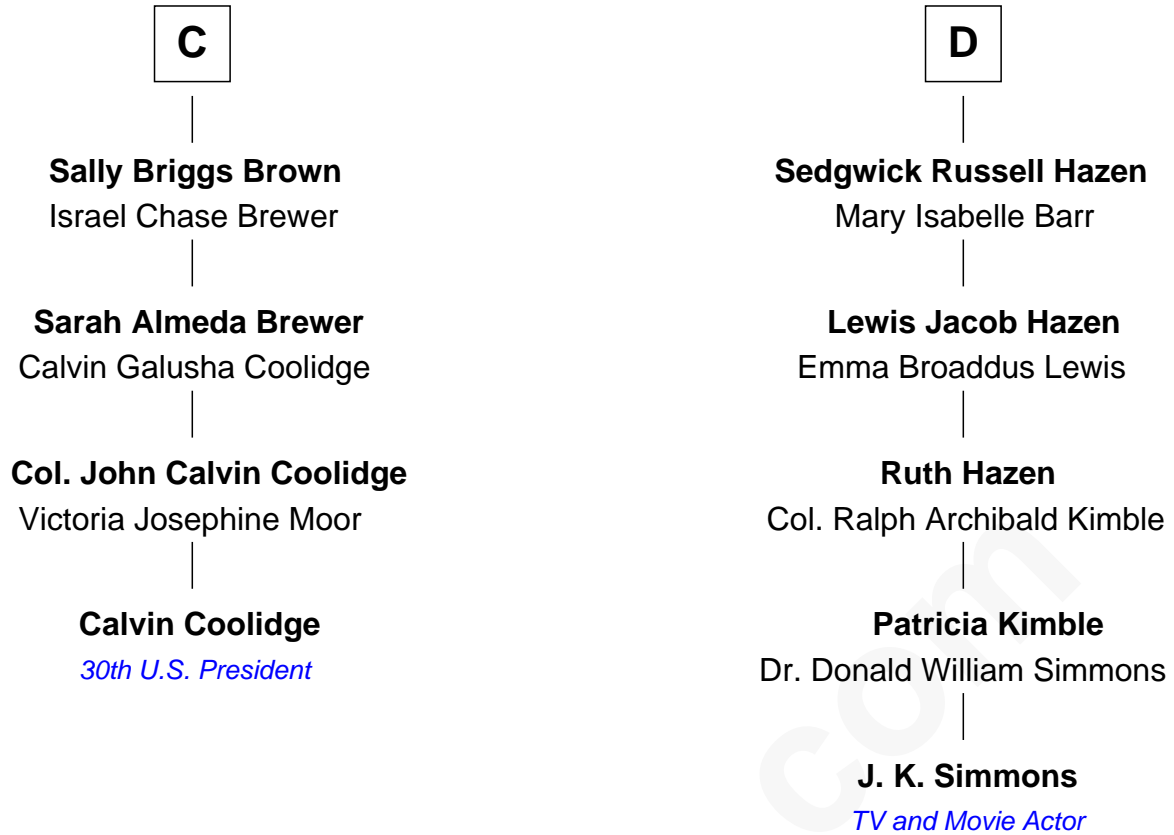 C
Sally Briggs Brown
Israel Chase Brewer
Sarah Almeda Brewer
Calvin Galusha Coolidge
Col. John Calvin Coolidge
Victoria Josephine Moor
Calvin Coolidge
30th U.S. President
D
Sedgwick Russell Hazen
Mary Isabelle Barr
Lewis Jacob Hazen
Emma Broaddus Lewis
Ruth Hazen
Col. Ralph Archibald Kimble
Patricia Kimble
Dr. Donald William Simmons
J. K. Simmons
TV and Movie Actor
com